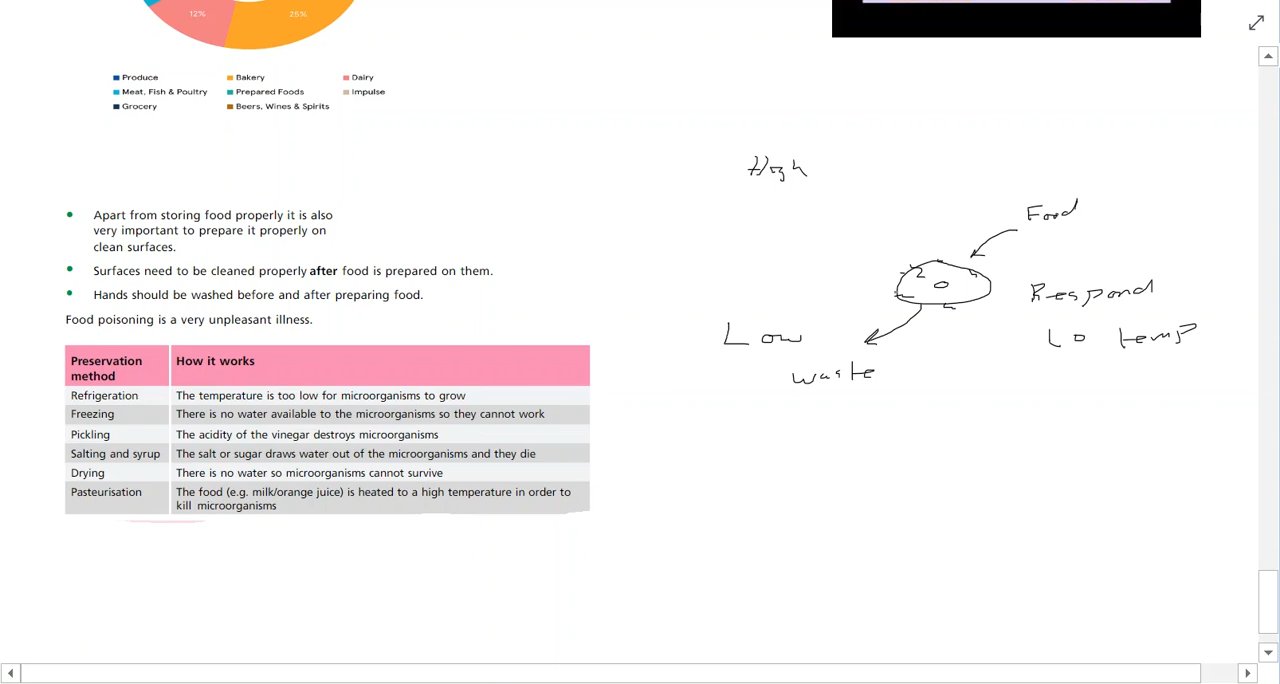 12%
25%
Produce Bakery Dairy
Meat, Fish & Poultry Prepared Foods Impulse
Grocery Beers, Wines & Spirits
Apart from storing food properly it is also
very important to prepare it properly on
clean surfaces.
Surfaces need to be cleaned properly after food is prepared on them.
Hands should be washed before and after preparing food.
Food poisoning is a very unpleasant illness.
Preservation method How it works
Refrigeration The temperature is too low for microorganisms to grow
Freezing There is no water available to the microorganisms so they cannot work
Pickling The acidity of the vinegar destroys microorganisms
Salting and syrup The salt or sugar draws water out of the microorganisms and they die
Drying There is no water so microorganisms cannot survive
Pasteurisation The food (e.g. milk/orange juice) is heated to a high temperature in order to
kill microorganisms
High
Food
Respond
to temp
Low
waste